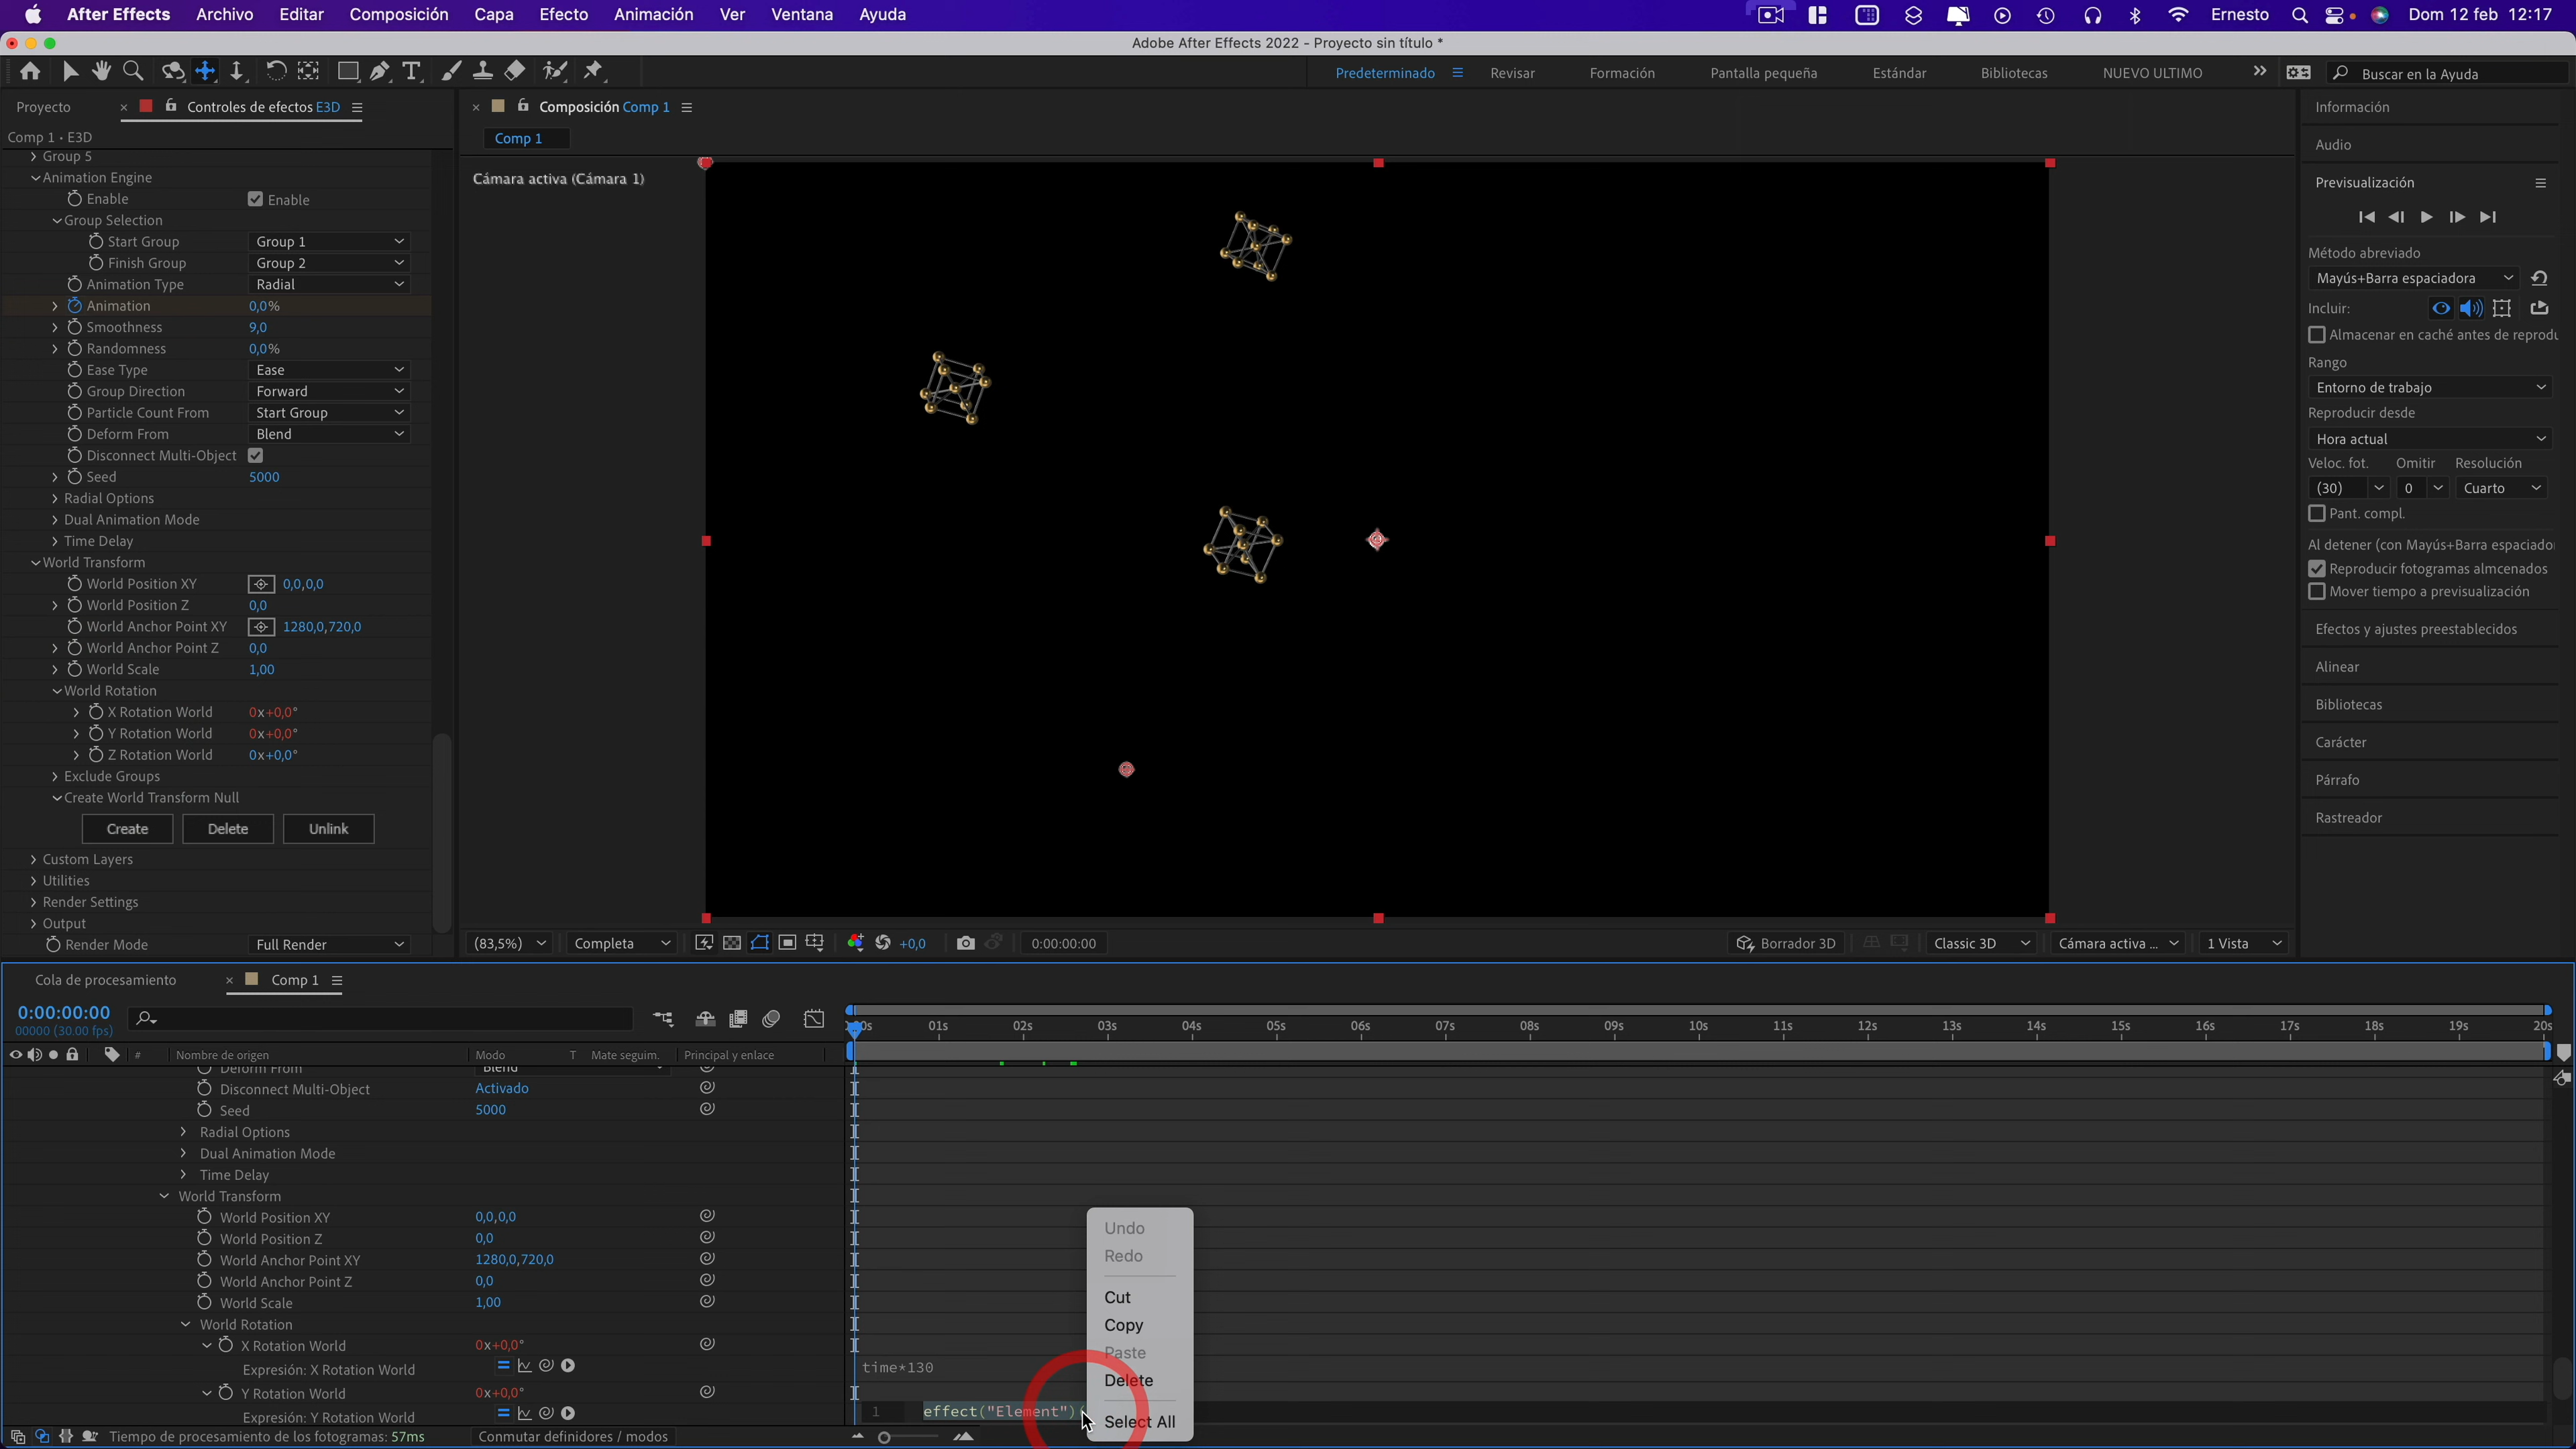 After Effects Archivo Editar Composición Capa Efecto Animación Ver Ventana Ayuda Ernesto Dom 12 feb 12:17
Adobe After Effects 2022 - Proyecto sin título *
Predeterminado Revisar Formación Pantalla pequeña Estándar Bibliotecas NUEVO ULTIMO Buscar en la Ayuda
Proyecto Controles de efectos E3D
Comp 1 • E3D
Group 5
Animation Engine
Enable Enable
Group Selection
Start Group Group 1
Finish Group Group 2
Animation Type Radial
Animation 0,0%
Smoothness 9,0
Randomness 0,0%
Ease Type Ease
Group Direction Forward
Particle Count From Start Group
Deform From Blend
Disconnect Multi-Object
Seed 5000
Radial Options
Dual Animation Mode
Time Delay
World Transform
World Position XY 0,0,0,0
World Position Z 0,0
World Anchor Point XY 1280,0,720,0
World Anchor Point Z 0,0
World Scale 1,00
World Rotation
X Rotation World 0x+0,0°
Y Rotation World 0x+0,0°
Z Rotation World 0x+0,0°
Exclude Groups
Create World Transform Null
Create Delete Unlink
Custom Layers
Utilities
Render Settings
Output
Render Mode Full Render
Composición Comp 1
Comp 1
Cámara activa (Cámara 1)
(83,5%) Completa +0,0 0:00:00:00 Borrador 3D Classic 3D Cámara activa ... 1 Vista
Información
Audio
Previsualización
Método abreviado
Mayús+Barra espaciadora
Incluir:
Almacenar en caché antes de reprodu
Rango
Entorno de trabajo
Reproducir desde
Hora actual
Veloc. fot. Omitir Resolución
(30) 0 Cuarto
Pant. compl.
Al detener (con Mayús+Barra espaciado
Reproducir fotogramas almcenados
Mover tiempo a previsualización
Efectos y ajustes preestablecidos
Alinear
Bibliotecas
Carácter
Párrafo
Rastreador
Cola de procesamiento Comp 1
0:00:00:00
00000 (30.00 fps)
01s 02s 03s 04s 05s 06s 07s 08s 09s 10s 11s 12s 13s 14s 15s 16s 17s 18s 19s 20s
# Nombre de origen Modo T Mate seguim. Principal y enlace
Deform From Blend
Disconnect Multi-Object Activado
Seed 5000
Radial Options
Dual Animation Mode
Time Delay
World Transform
World Position XY 0,0,0,0
World Position Z 0,0
World Anchor Point XY 1280,0,720,0
World Anchor Point Z 0,0
World Scale 1,00
World Rotation
X Rotation World 0x+0,0°
Expresión: X Rotation World time*130
Y Rotation World 0x+0,0°
Expresión: Y Rotation World 1 effect("Element")(
Undo
Redo
Cut
Copy
Paste
Delete
Select All
Tiempo de procesamiento de los fotogramas: 57ms Conmutar definidores / modos